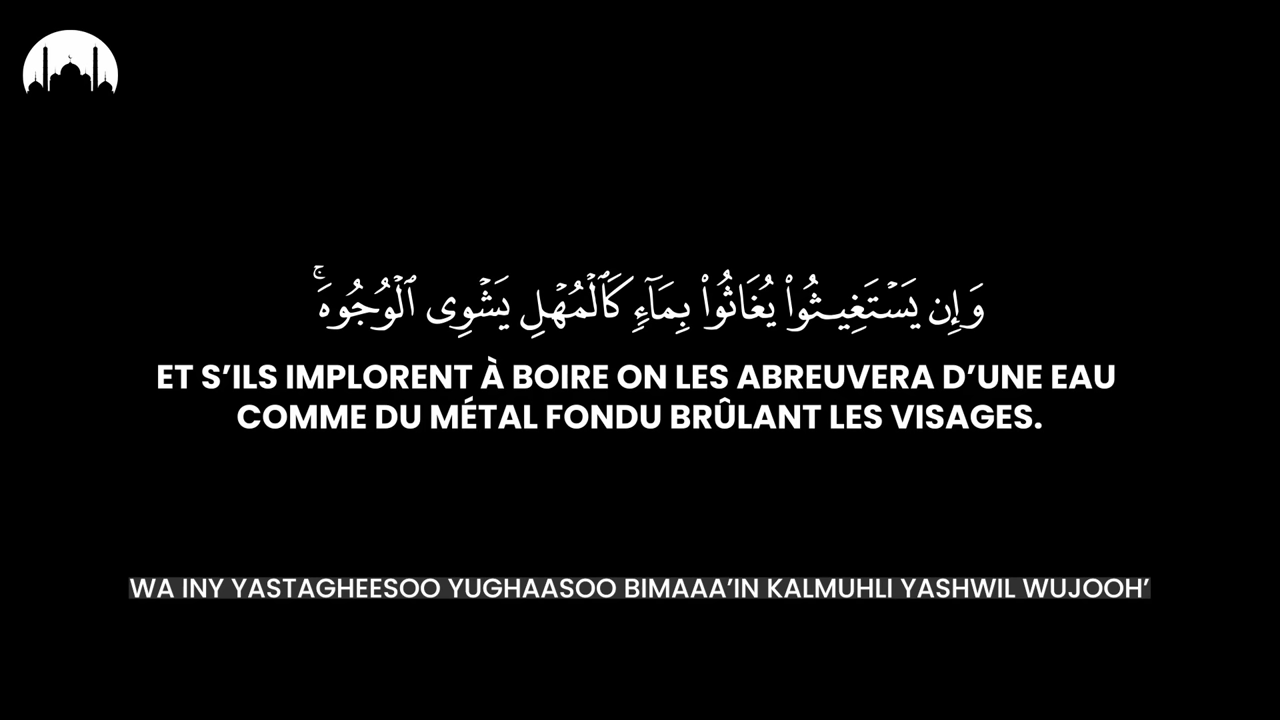 وَإِن يَسْتَغِيثُوا۟ يُغَاثُوا۟ بِمَآءٍ كَٱلْمُهْلِ يَشْوِى ٱلْوُجُوهَ ۚ
ET S’ILS IMPLORENT À BOIRE ON LES ABREUVERA D’UNE EAU
COMME DU MÉTAL FONDU BRÛLANT LES VISAGES.
WA INY YASTAGHEESOO YUGHAASOO BIMAAA’IN KALMUHLI YASHWIL WUJOOH’